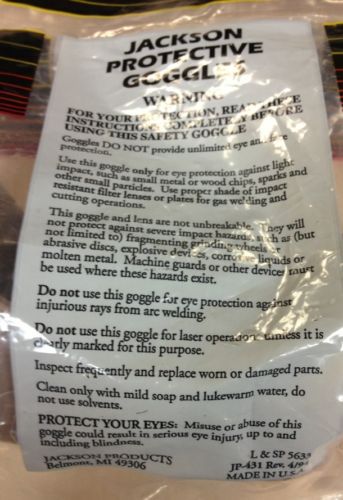 JACKSON
PROTECTIVE
GOGGLES
WARNING
FOR YOUR PROTECTION, READ THESE
INSTRUCTIONS COMPLETELY BEFORE
USING THIS SAFETY GOGGLE
Goggles DO NOT provide unlimited eye and face
protection.
Use this goggle only for eye protection against light
impact, such as small metal or wood chips, sparks and
other small particles. Use proper shade of impact
resistant filter lenses or plates for gas welding and
cutting operations.
This goggle and lens are not unbreakable. They will
not protect against severe impact hazards, such as (but
not limited to) fragmenting grinding wheels or
abrasive discs, explosive devices, corrosive liquids or
molten metal. Machine guards or other devices must
be used where these hazards exist.
Do not use this goggle for eye protection against
injurious rays from arc welding.
Do not use this goggle for laser operation unless it is
clearly marked for this purpose.
Inspect frequently and replace worn or damaged parts.
Clean only with mild soap and lukewarm water, do
not use solvents.
PROTECT YOUR EYES: Misuse or abuse of this
goggle could result in serious eye injury, up to and
including blindness.
JACKSON PRODUCTS
Belmont, MI 49306
L & SP 5633
JP-431 Rev. 4/94
MADE IN U.S.A.